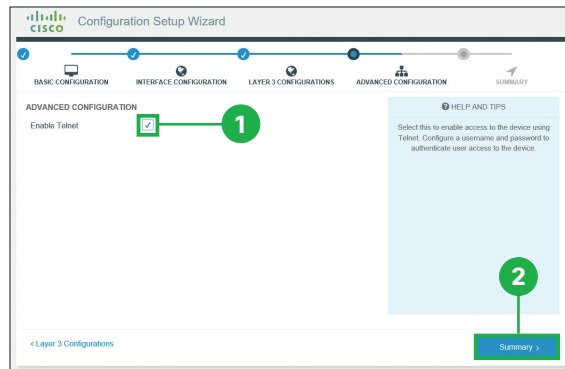 CISCO
Configuration Setup Wizard
BASIC CONFIGURATION
INTERFACE CONFIGURATION
LAYER 3 CONFIGURATIONS
ADVANCED CONFIGURATION
SUMMARY
ADVANCED CONFIGURATION
Enable Telnet
1
HELP AND TIPS
Select this to enable access to the device using
Telnet. Configure a username and password to
authenticate user access to the device.
2
< Layer 3 Configurations
Summary >